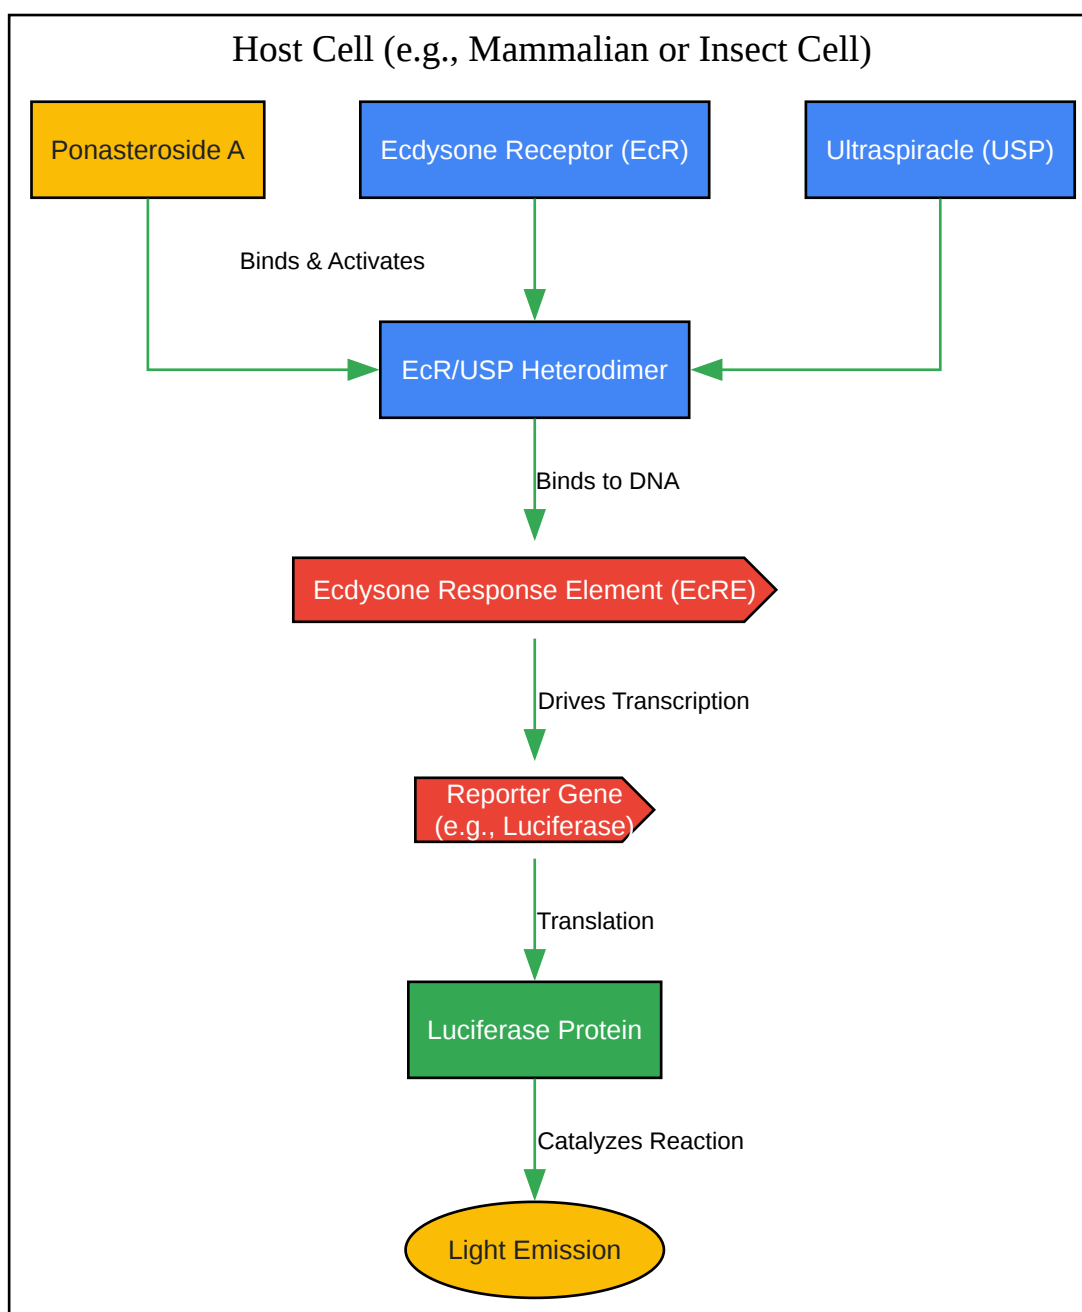 Host Cell (e.g., Mammalian or Insect Cell)
Ponasteroside A
Ecdysone Receptor (EcR)
Ultraspiracle (USP)
Binds & Activates
EcR/USP Heterodimer
Binds to DNA
Ecdysone Response Element (EcRE)
Drives Transcription
Reporter Gene
(e.g., Luciferase)
Translation
Luciferase Protein
Catalyzes Reaction
Light Emission